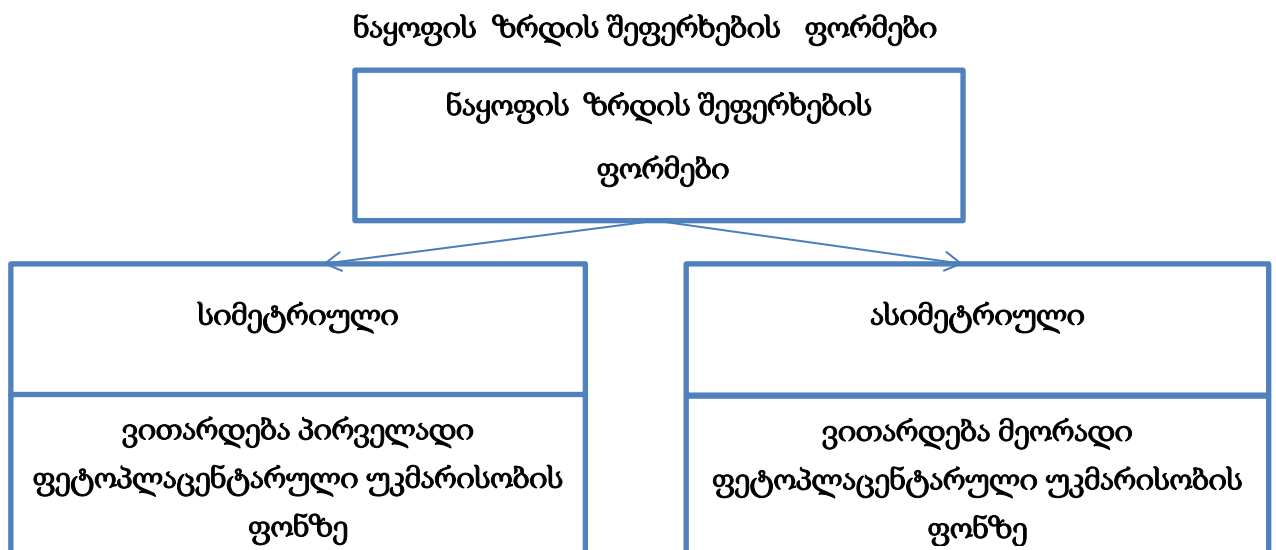 ნაყოფის ზრდის შეფერხების ფორმები
ნაყოფის ზრდის შეფერხების
ფორმები
სიმეტრიული
ვითარდება პირველადი
ფეტოპლაცენტარული უკმარისობის
ფონზე
ასიმეტრიული
ვითარდება მეორადი
ფეტოპლაცენტარული უკმარისობის
ფონზე